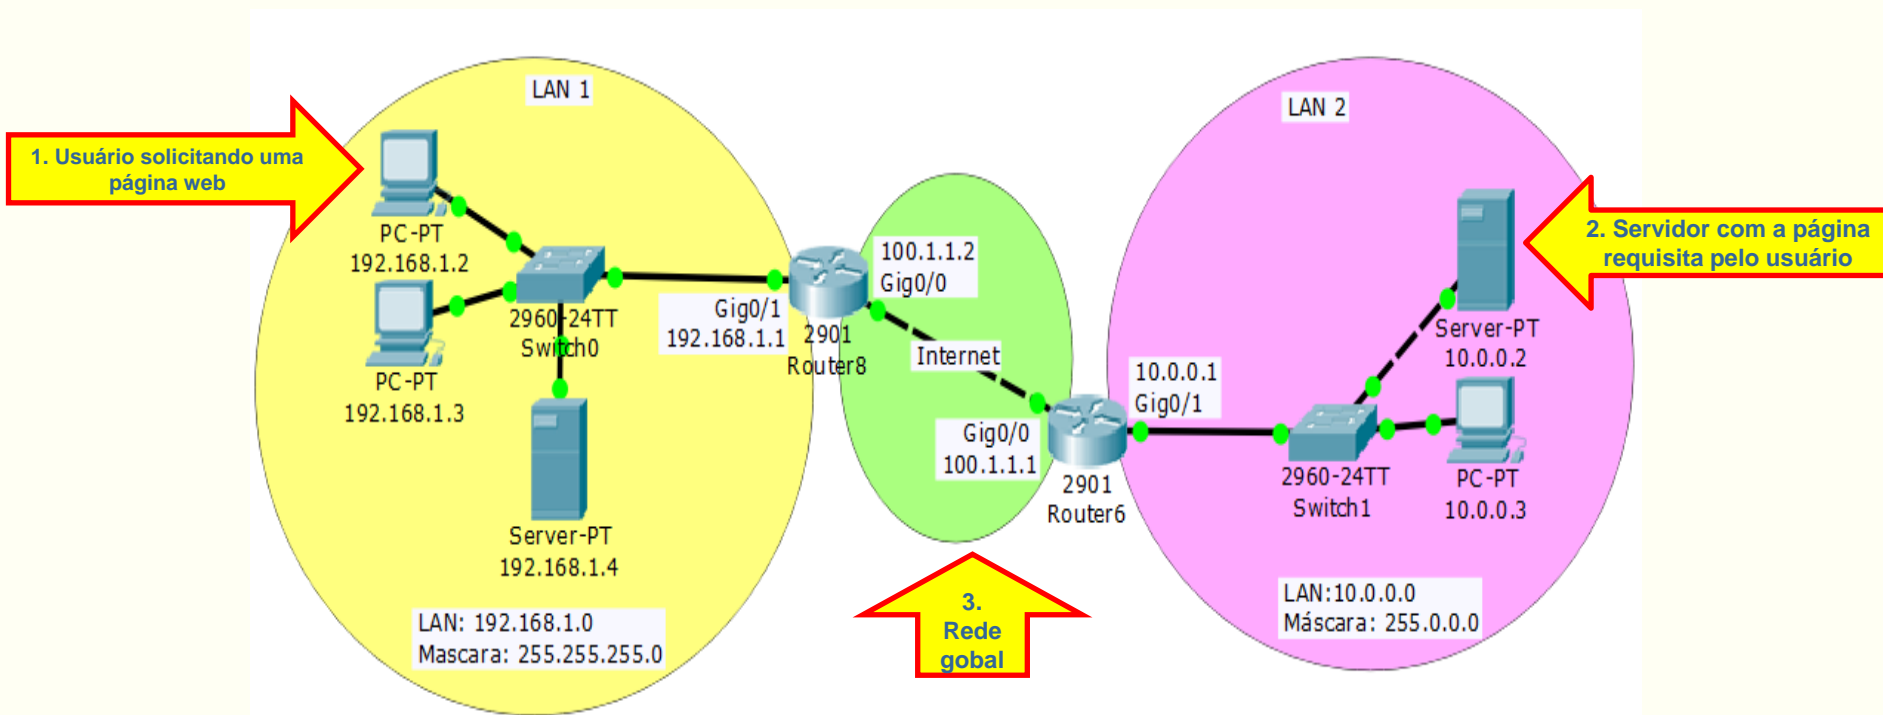 LAN 1
LAN 2
1. Usuário solicitando uma
página web
PC-PT
192.168.1.2
PC-PT
192.168.1.3
2960-24TT
Switch0
Server-PT
192.168.1.4
LAN: 192.168.1.0
Mascara: 255.255.255.0
Gig0/1
192.168.1.1
2901
Router8
100.1.1.2
Gig0/0
Internet
Gig0/0
100.1.1.1
2901
Router6
3.
Rede
gobal
10.0.0.1
Gig0/1
2960-24TT
Switch1
Server-PT
10.0.0.2
PC-PT
10.0.0.3
2. Servidor com a página
requisita pelo usuário
LAN:10.0.0.0
Máscara: 255.0.0.0